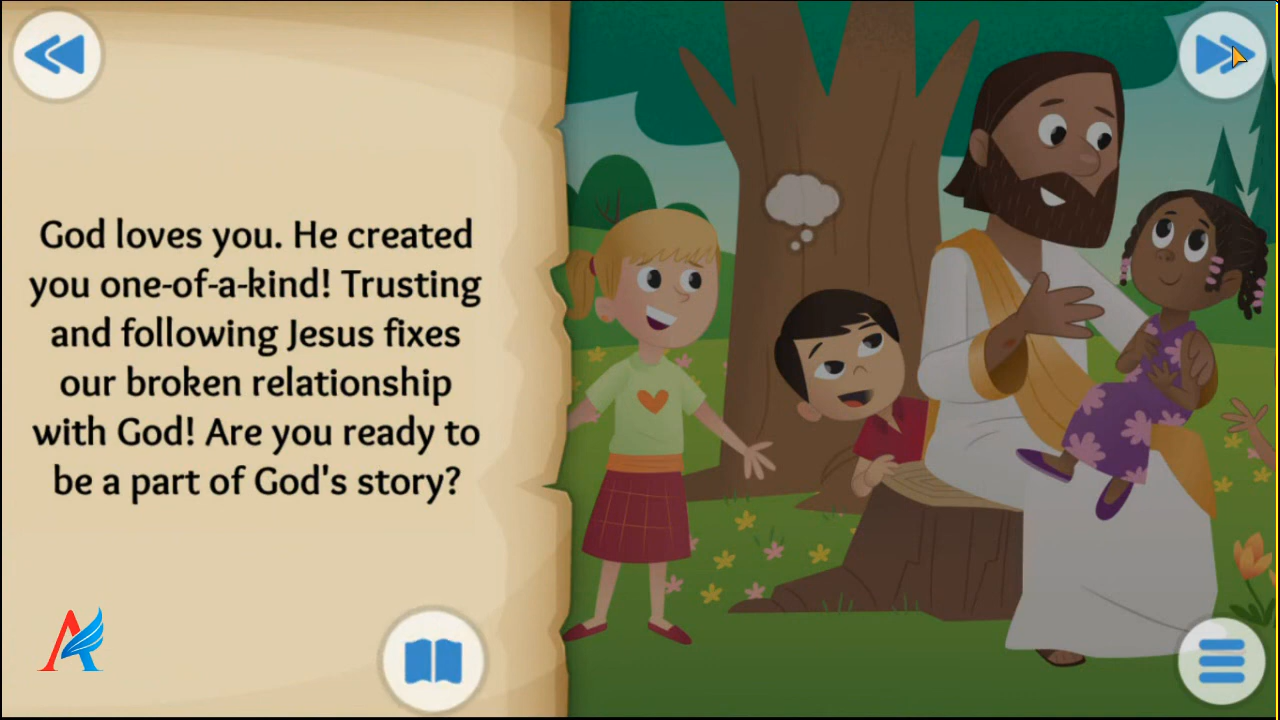 God loves you. He created
you one-of-a-kind! Trusting
and following Jesus fixes
our broken relationship
with God! Are you ready to
be a part of God's story?